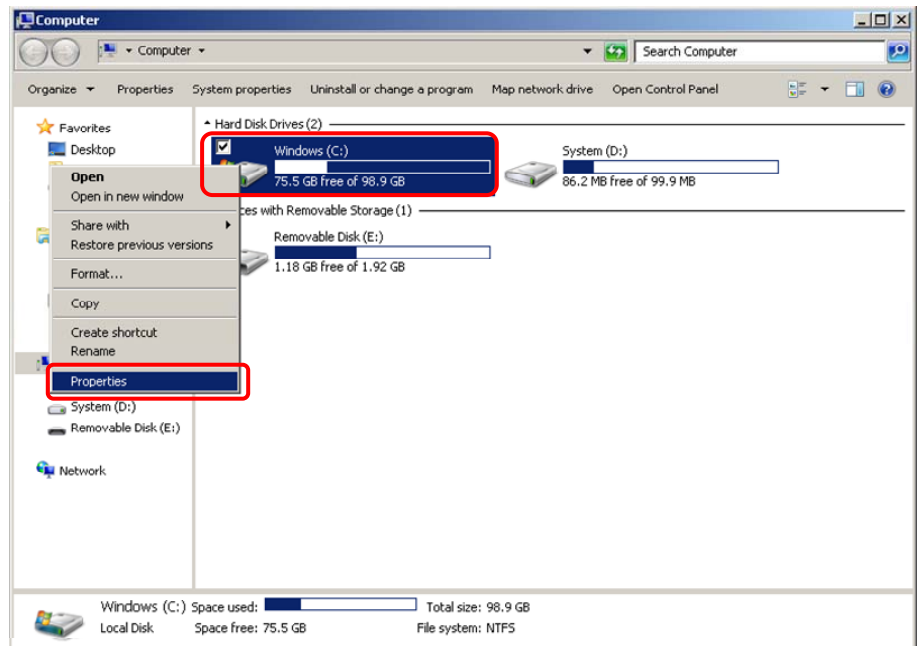 Computer
Computer
Search Computer
Organize Properties System properties Uninstall or change a program Map network drive Open Control Panel
Favorites
Desktop
Hard Disk Drives (2)
Windows (C:)
75.5 GB free of 98.9 GB
System (D:)
86.2 MB free of 99.9 MB
ces with Removable Storage (1)
Removable Disk (E:)
1.18 GB free of 1.92 GB
Open
Open in new window
Share with
Restore previous versions
Format...
Copy
Create shortcut
Rename
Properties
System (D:)
Removable Disk (E:)
Network
Windows (C:) Space used: Total size: 98.9 GB
Local Disk Space free: 75.5 GB File system: NTFS